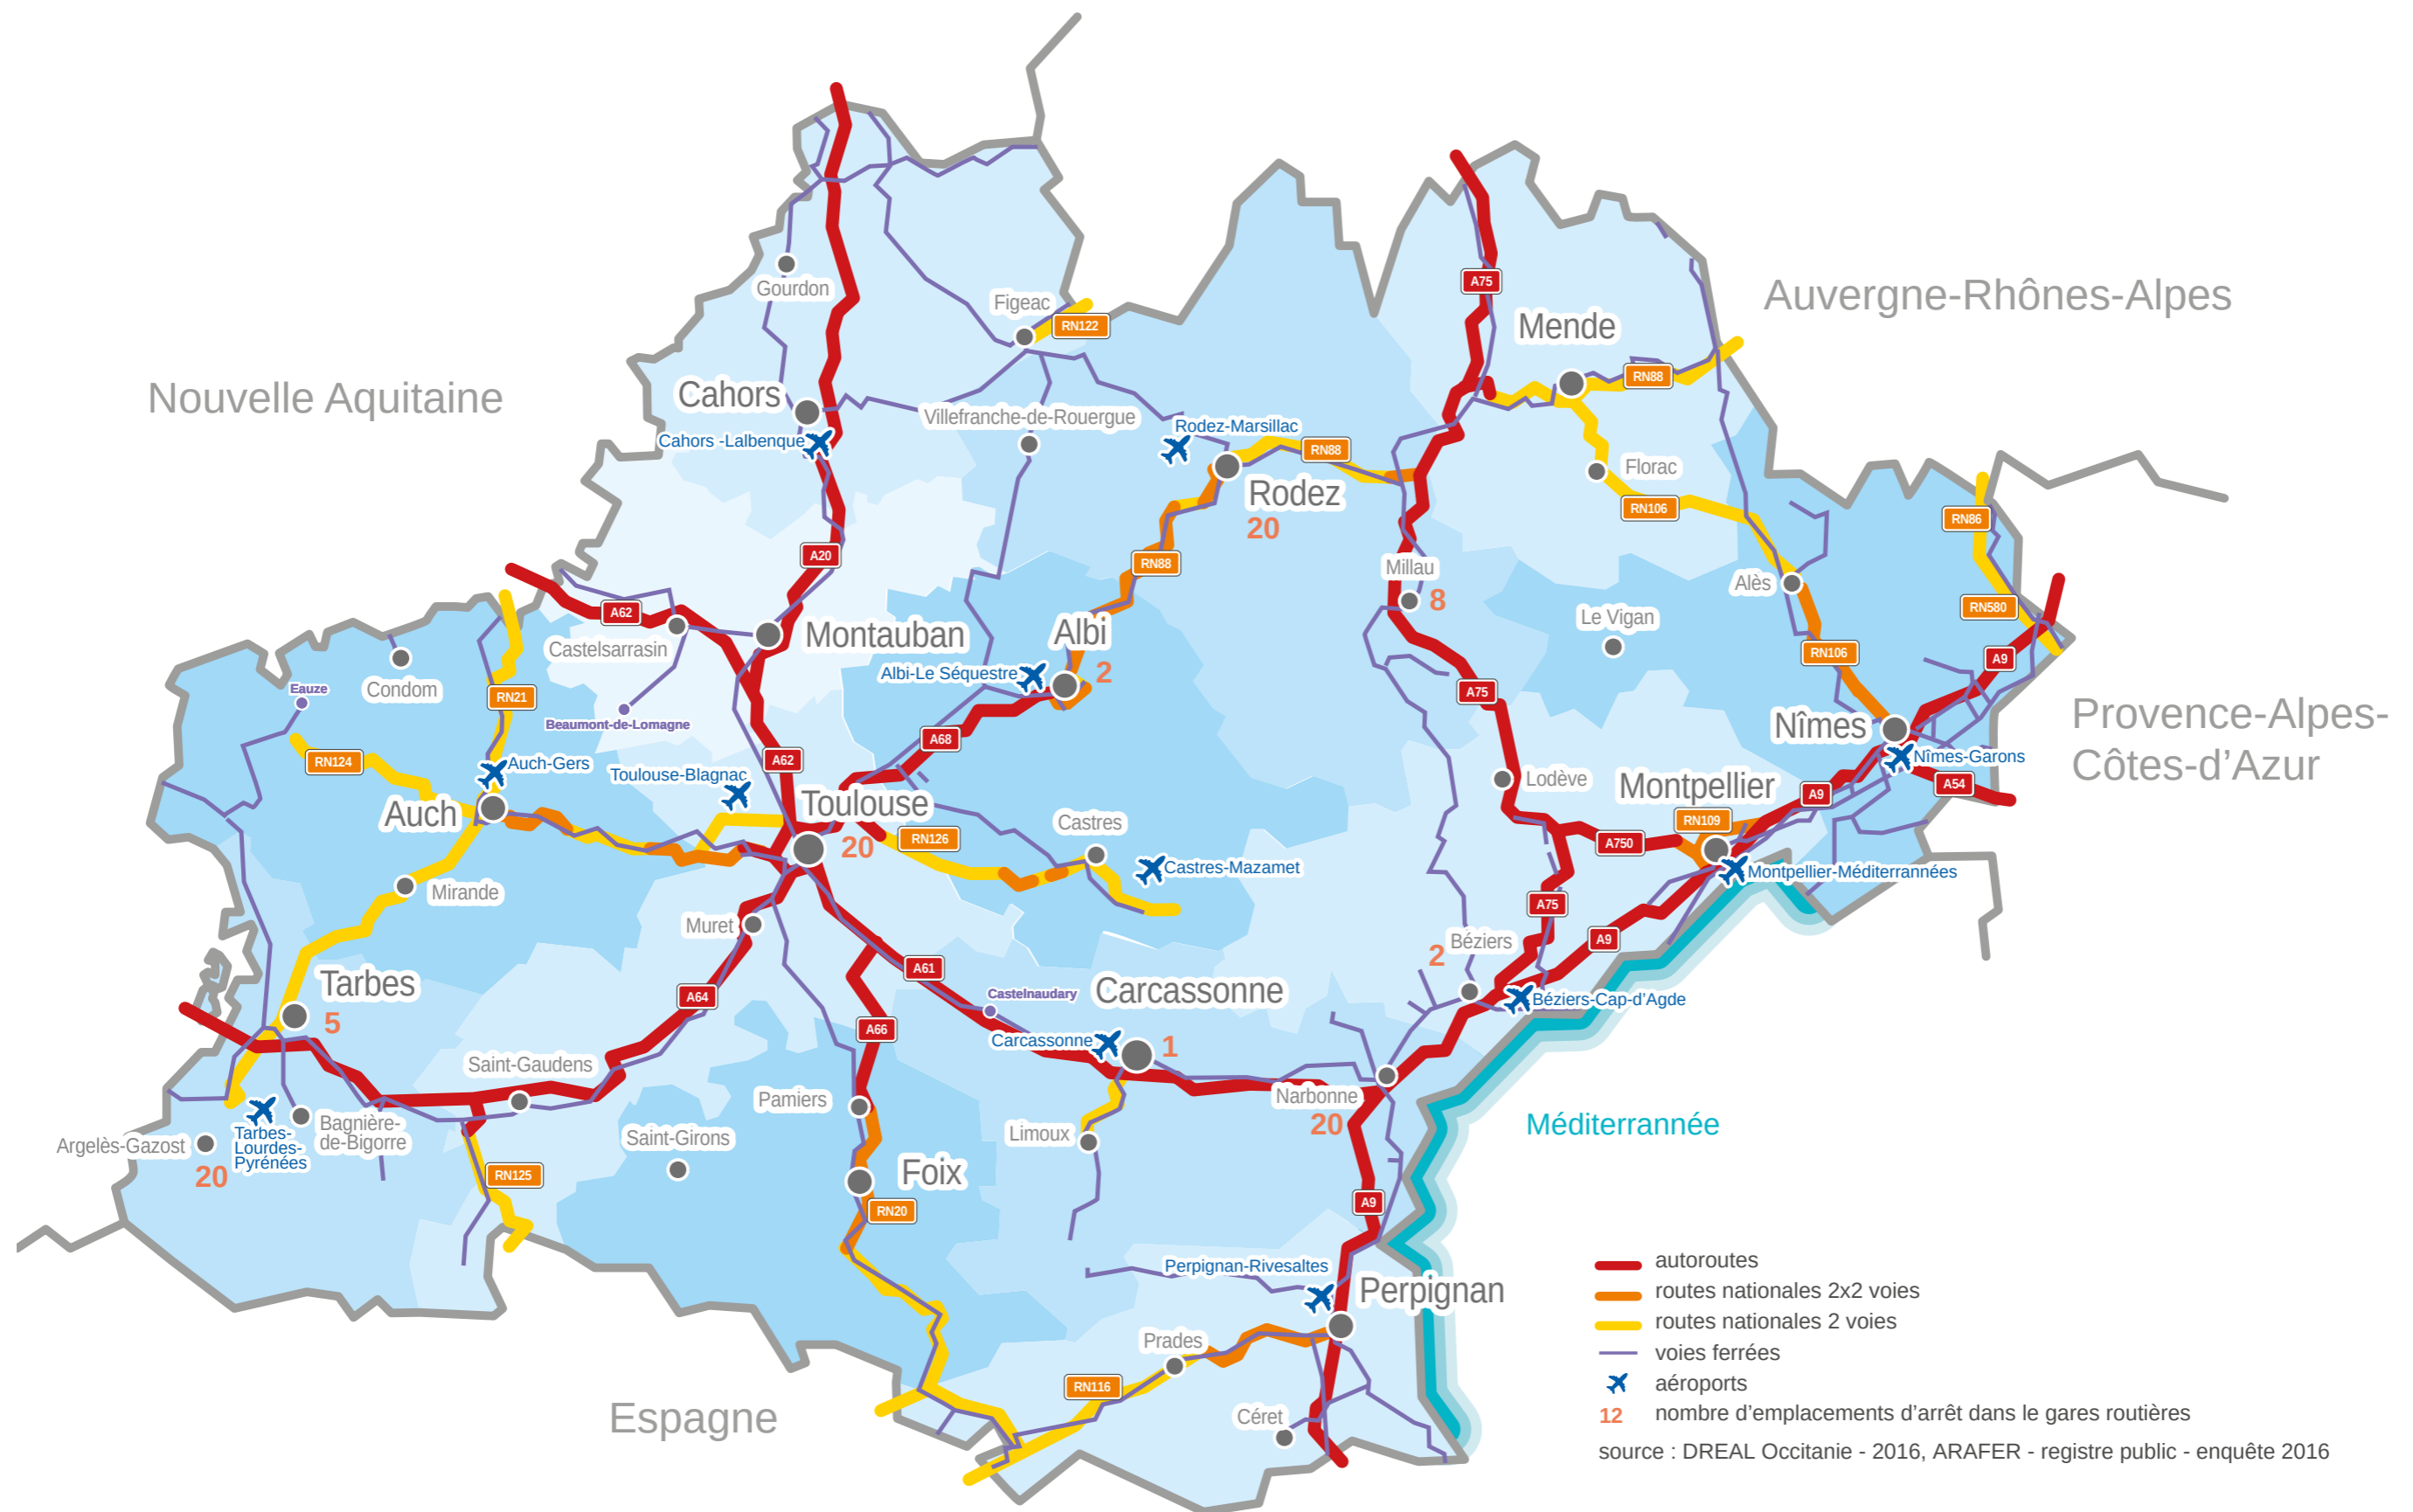 A75
Auvergne-Rhônes-Alpes
Gourdon
Figeac
RN122
Mende
Nouvelle Aquitaine
Cahors
RN88
Villefranche-de-Rouergue
Rodez-Marsillac
Cahors -Lalbenque
RN88
Florac
Rodez
RN106
20
RN86
A20
RN88
Millau
Alès
8
A62
RN580
Le Vigan
Montauban
Albi
Castelsarrasin
RN106
A9
Albi-Le Séquestre
2
Eauze
Condom
RN21
A75
Beaumont-de-Lomagne
Nîmes
Provence-Alpes-
Côtes-d’Azur
A68
RN124
Auch-Gers
A62
Nîmes-Garons
Toulouse-Blagnac
Lodève
Montpellier
A54
A9
Toulouse
Auch
RN109
Castres
20
RN126
A750
Castres-Mazamet
Montpellier-Méditerrannées
Mirande
A75
Muret
Béziers
A9
2
A61
Tarbes
Carcassonne
A64
Castelnaudary
Béziers-Cap-d’Agde
5
A66
Carcassonne
1
Saint-Gaudens
Pamiers
Narbonne
20
Méditerrannée
Bagnière-
de-Bigorre
Limoux
Saint-Girons
Argelès-Gazost
Tarbes-
Lourdes-
Pyrénées
20
RN125
Foix
A9
RN20
Perpignan-Rivesaltes
Perpignan
Prades
RN116
Céret
Espagne
autoroutes
routes nationales 2x2 voies
routes nationales 2 voies
voies ferrées
aéroports
12 nombre d’emplacements d’arrêt dans le gares routières
source : DREAL Occitanie - 2016, ARAFER - registre public - enquête 2016